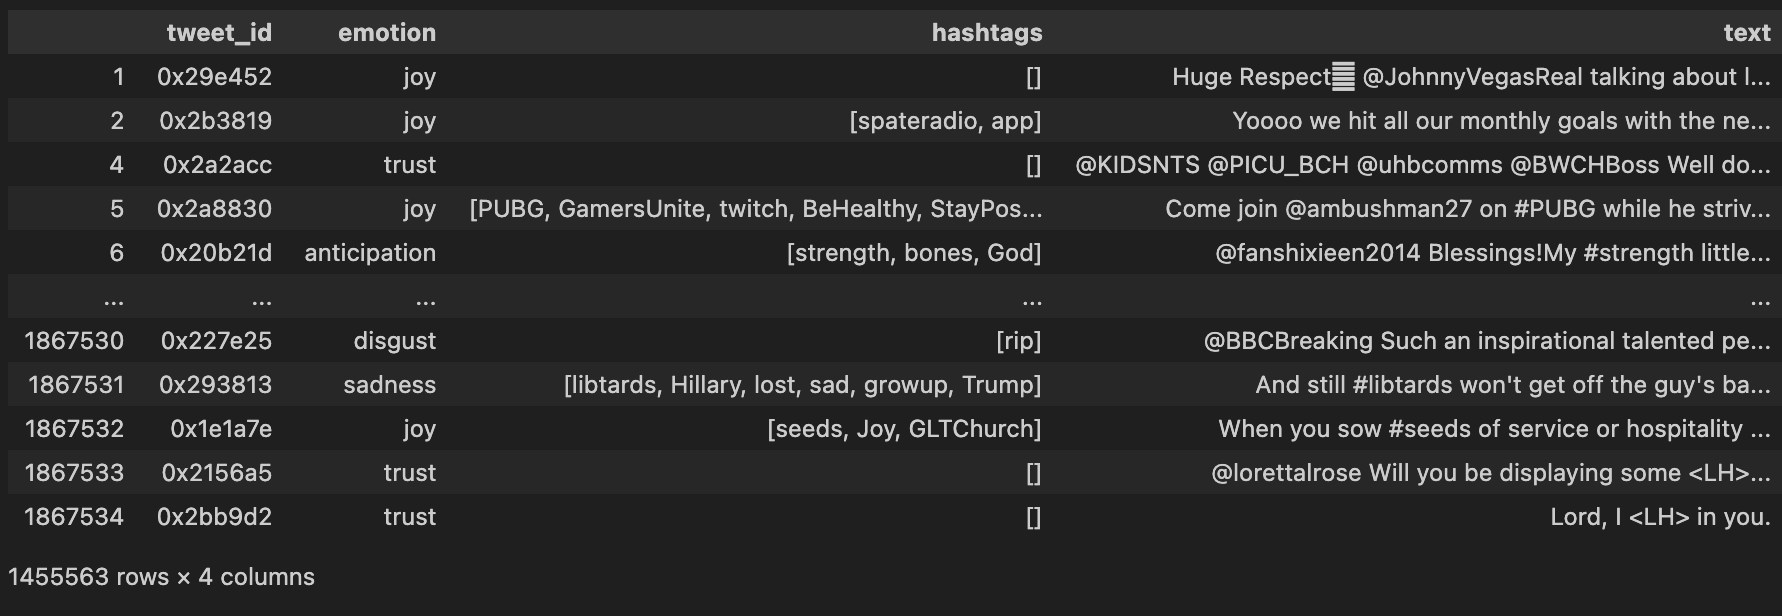 tweet_id emotion hashtags text
1 0x29e452 joy [] Huge Respect @JohnnyVegasReal talking about l...
2 0x2b3819 joy [spateradio, app] Yoooo we hit all our monthly goals with the ne...
4 0x2a2acc trust [] @KIDSNTS @PICU_BCH @uhbcomms @BWCHBoss Well do...
5 0x2a8830 joy [PUBG, GamersUnite, twitch, BeHealthy, StayPos... Come join @ambushman27 on #PUBG while he striv...
6 0x20b21d anticipation [strength, bones, God] @fanshixieen2014 Blessings!My #strength little...
... ... ... ... ...
1867530 0x227e25 disgust [rip] @BBCBreaking Such an inspirational talented pe...
1867531 0x293813 sadness [libtards, Hillary, lost, sad, growup, Trump] And still #libtards won't get off the guy's ba...
1867532 0x1e1a7e joy [seeds, Joy, GLTChurch] When you sow #seeds of service or hospitality ...
1867533 0x2156a5 trust [] @lorettalrose Will you be displaying some <LH>...
1867534 0x2bb9d2 trust [] Lord, I <LH> in you.
1455563 rows × 4 columns